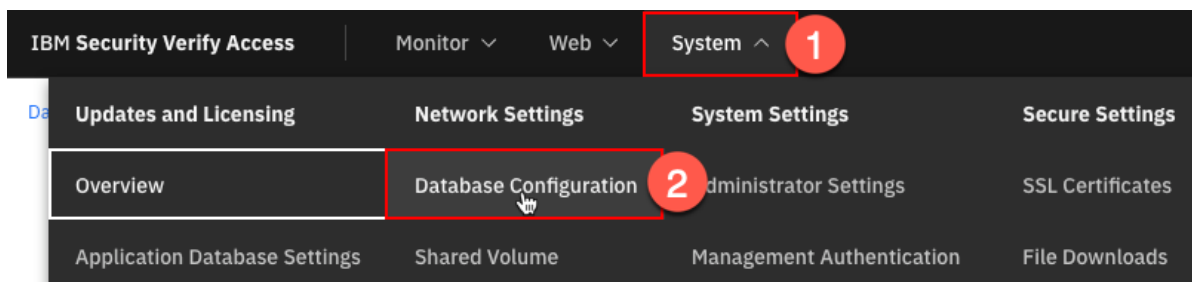 IBM Security Verify Access Monitor Web System 1
Da Updates and Licensing Network Settings System Settings Secure Settings
Overview Database Configuration 2 dministrator Settings SSL Certificates
Application Database Settings Shared Volume Management Authentication File Downloads